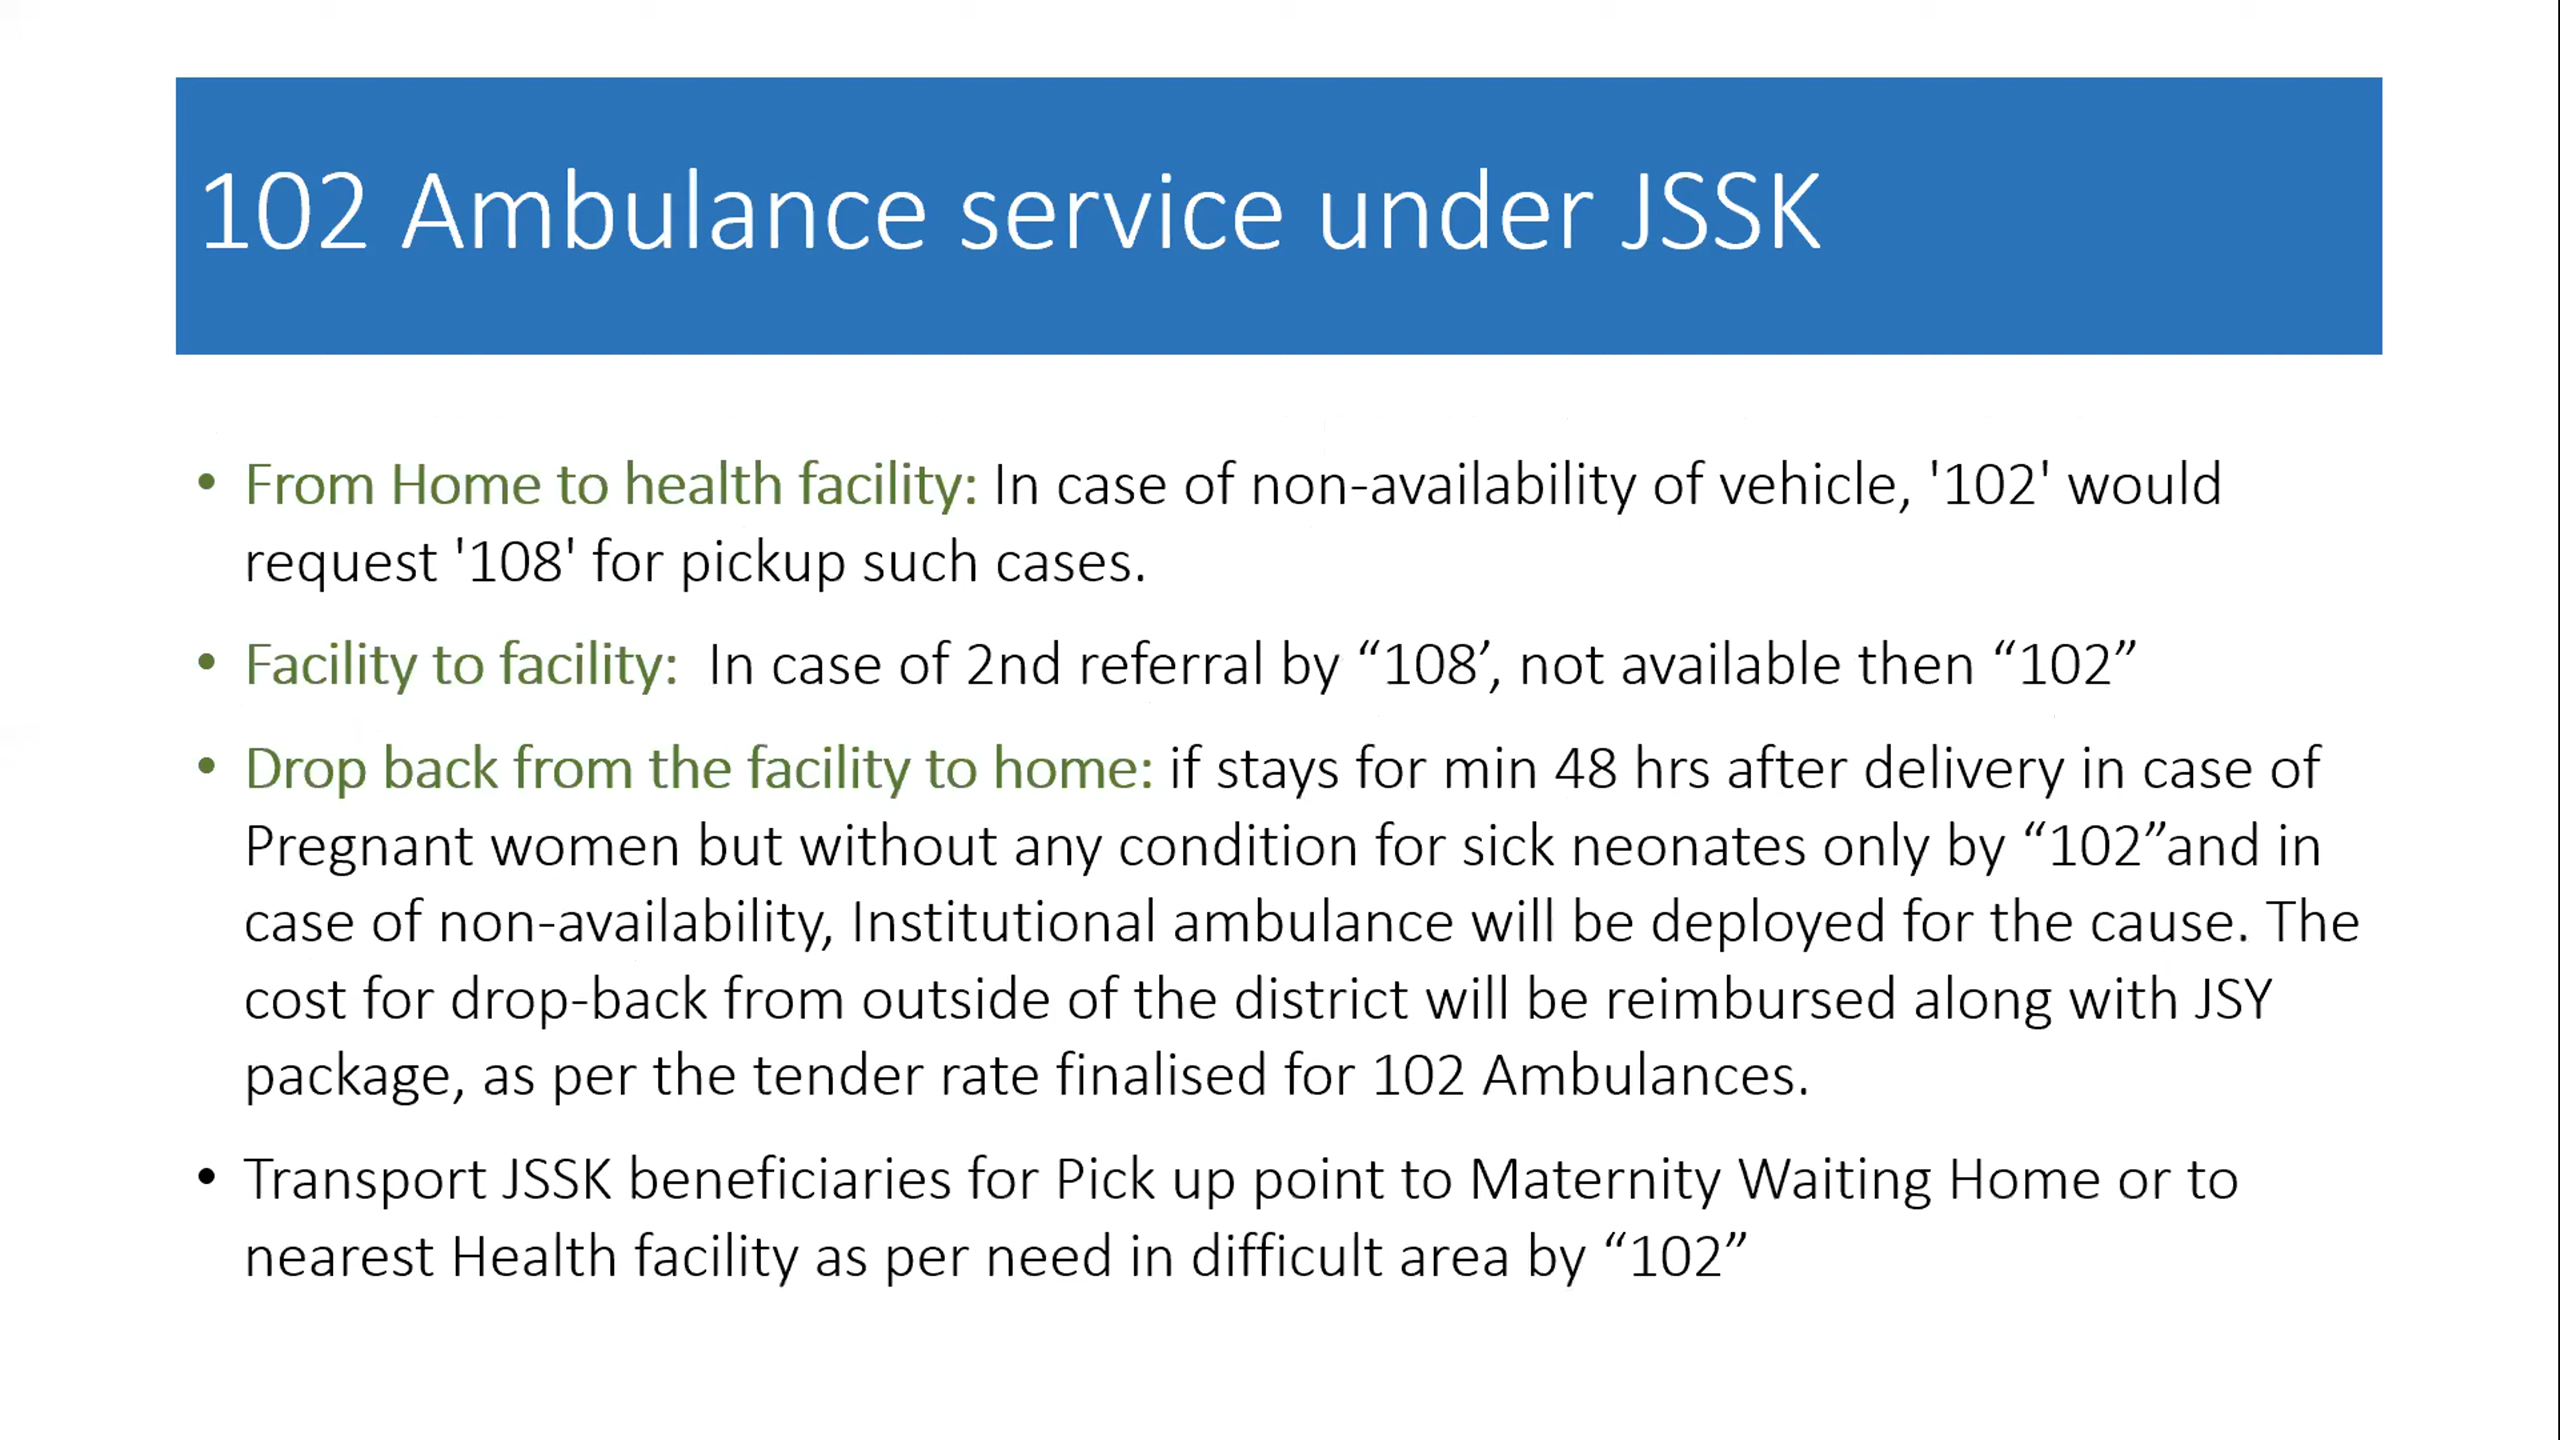 102 Ambulance service under JSSK
• From Home to health facility: In case of non-availability of vehicle, '102' would
request '108' for pickup such cases.
• Facility to facility:  In case of 2nd referral by “108’, not available then “102”
• Drop back from the facility to home: if stays for min 48 hrs after delivery in case of
Pregnant women but without any condition for sick neonates only by “102”and in
case of non-availability, Institutional ambulance will be deployed for the cause. The
cost for drop-back from outside of the district will be reimbursed along with JSY
package, as per the tender rate finalised for 102 Ambulances.
• Transport JSSK beneficiaries for Pick up point to Maternity Waiting Home or to
nearest Health facility as per need in difficult area by “102”